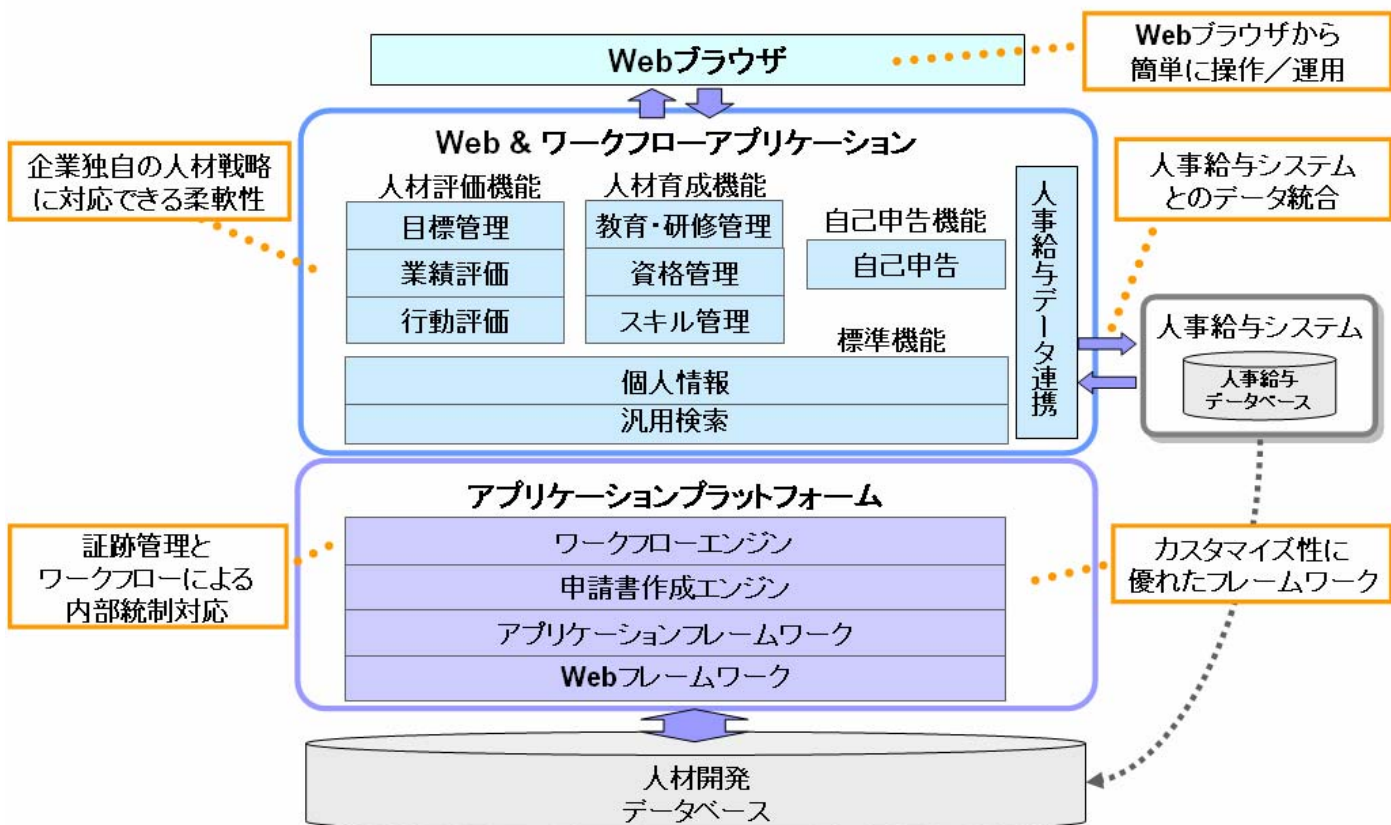 Webブラウザ
Webブラウザから
簡単に操作／運用
Web & ワークフローアプリケーション
企業独自の人材戦略
に対応できる柔軟性
人材評価機能
目標管理
業績評価
行動評価
人材育成機能
教育・研修管理
資格管理
スキル管理
自己申告機能
自己申告
標準機能
個人情報
汎用検索
人事給与データ連携
人事給与システム
とのデータ統合
人事給与システム
人事給与
データベース
アプリケーションプラットフォーム
ワークフローエンジン
申請書作成エンジン
アプリケーションフレームワーク
Webフレームワーク
証跡管理と
ワークフローによる
内部統制対応
カスタマイズ性に
優れたフレームワーク
人材開発
データベース